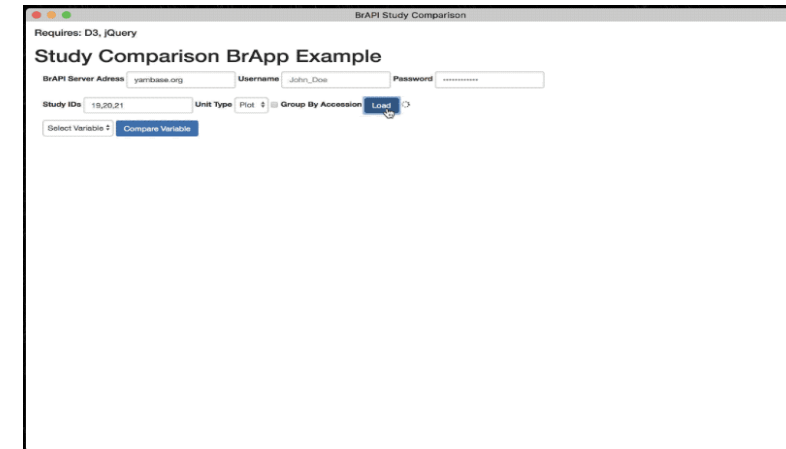 BrAPI Study Comparison
Requires: D3, jQuery
Study Comparison BrApp Example
BrAPI Server Adress yambase.org Username John_Doe Password ············
Study IDs 19,20,21 Unit Type Plot Group By Accession Load
Select Variable Compare Variable